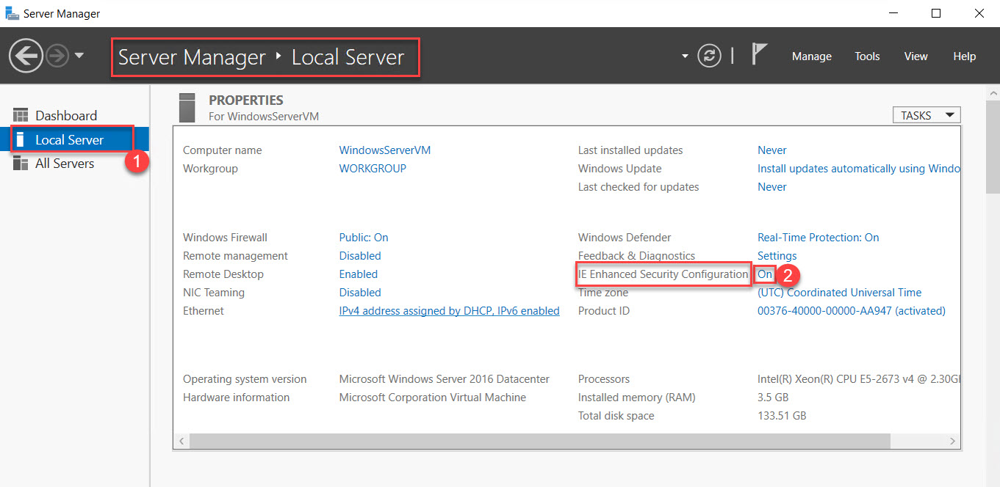 Server Manager
Server Manager ‣ Local Server
Manage Tools View Help
Dashboard
Local Server
1
All Servers
PROPERTIES
For WindowsServerVM
TASKS
Computer name WindowsServerVM
Workgroup WORKGROUP
Last installed updates Never
Windows Update Install updates automatically using Windo
Last checked for updates Never
Windows Firewall Public: On
Remote management Disabled
Remote Desktop Enabled
NIC Teaming Disabled
Ethernet IPv4 address assigned by DHCP, IPv6 enabled
Windows Defender Real-Time Protection: On
Feedback & Diagnostics Settings
IE Enhanced Security Configuration On 2
Time zone (UTC) Coordinated Universal Time
Product ID 00376-40000-00000-AA947 (activated)
Operating system version Microsoft Windows Server 2016 Datacenter
Hardware information Microsoft Corporation Virtual Machine
Processors Intel(R) Xeon(R) CPU E5-2673 v4 @ 2.30GI
Installed memory (RAM) 3.5 GB
Total disk space 133.51 GB